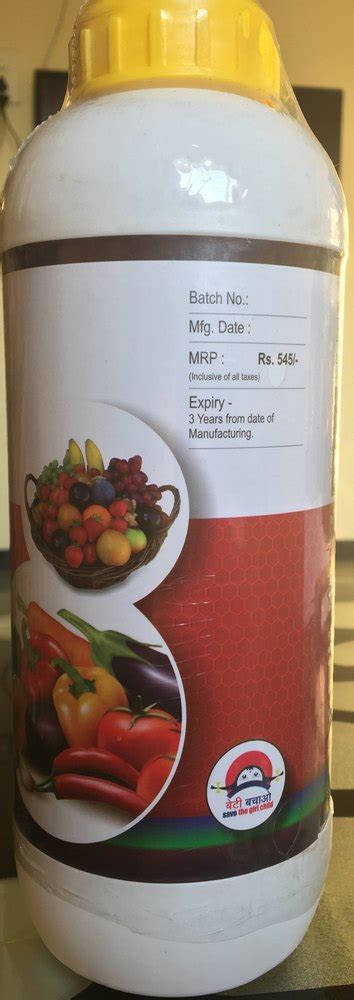 Batch No.:
Mfg. Date :
MRP : Rs. 545/-
(Inclusive of all taxes)
Expiry -
3 Years from date of
Manufacturing.
बेटी बचाओ
save the girl child